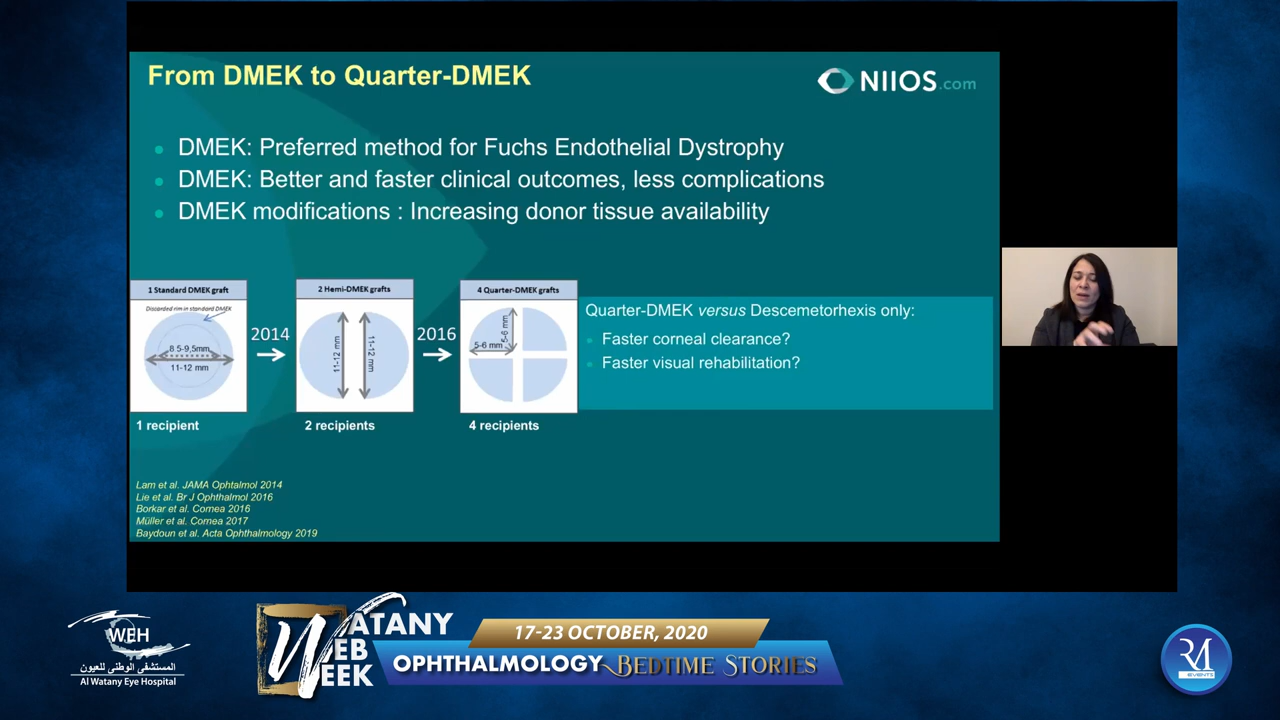 From DMEK to Quarter-DMEK
NIIOS.com
DMEK: Preferred method for Fuchs Endothelial Dystrophy
DMEK: Better and faster clinical outcomes, less complications
DMEK modifications : Increasing donor tissue availability
1 Standard DMEK graft
Discarded rim in standard DMEK
8 5-9,5mm
11-12 mm
1 recipient
2014
2 Hemi-DMEK grafts
11-12 mm
11-12 mm
2 recipients
2016
4 Quarter-DMEK grafts
5-6 mm
5-6 mm
4 recipients
Quarter-DMEK versus Descemetorhexis only:
Faster corneal clearance?
Faster visual rehabilitation?
Lam et al. JAMA Ophtalmol 2014
Lie et al. Br J Ophthalmol 2016
Borkar et al. Cornea 2016
Müller et al. Cornea 2017
Baydoun et al. Acta Ophthalmology 2019
WEH
المستشفى الوطنى للعيون
Al Watany Eye Hospital
WATANY
WEB
WEEK
17-23 OCTOBER, 2020
OPHTHALMOLOGY BEDTIME STORIES
RM
EVENTS